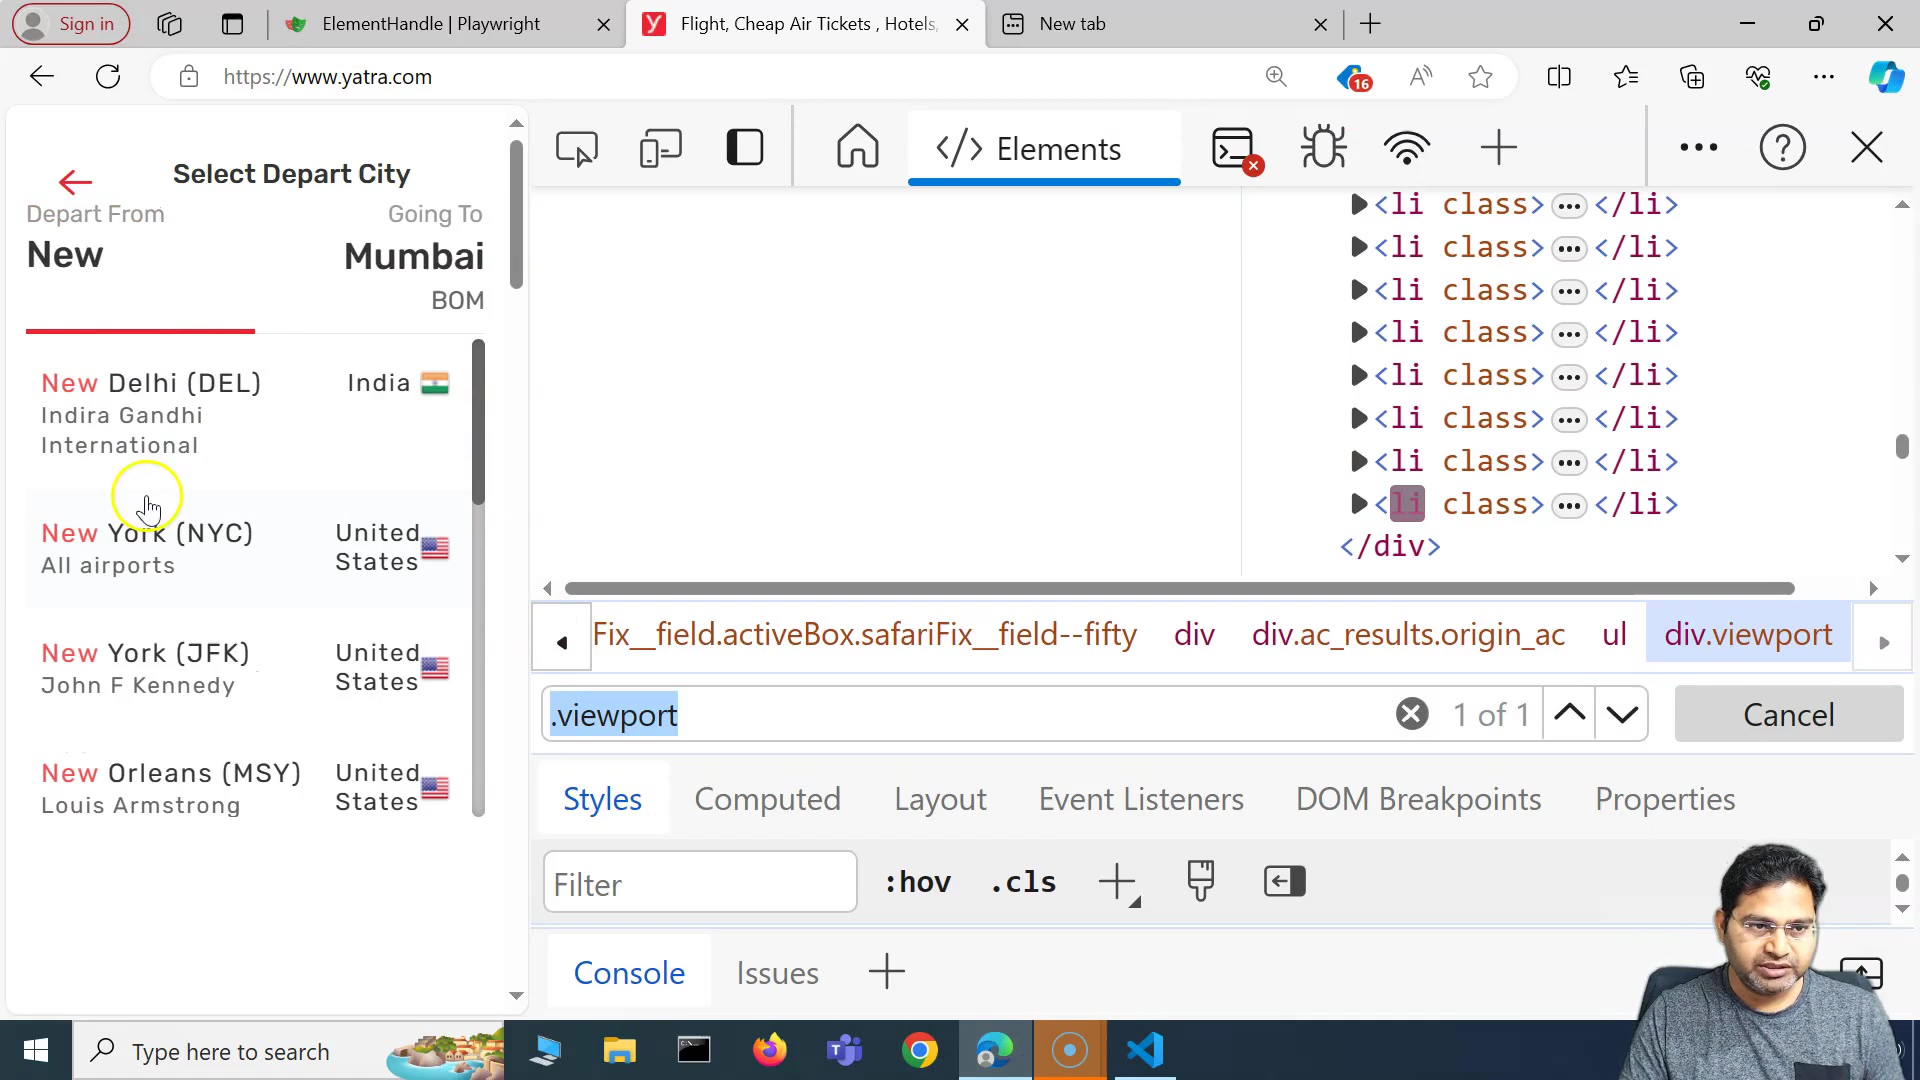 Sign in
ElementHandle | Playwright
Flight, Cheap Air Tickets , Hotels,
New tab
https://www.yatra.com
16
Select Depart City
Depart From
Going To
New
Mumbai
BOM
New Delhi (DEL)
India
Indira Gandhi
International
New York (NYC)
All airports
United
States
New York (JFK)
John F Kennedy
United
States
New Orleans (MSY)
Louis Armstrong
United
States
</> Elements
<li class>•••</li>
<li class>•••</li>
<li class>•••</li>
<li class>•••</li>
<li class>•••</li>
<li class>•••</li>
<li class>•••</li>
<li class>•••</li>
</div>
Fix__field.activeBox.safariFix__field--fifty div div.ac_results.origin_ac ul div.viewport
.viewport
1 of 1
Cancel
Styles Computed Layout Event Listeners DOM Breakpoints Properties
Filter
:hov .cls
Console Issues
Type here to search